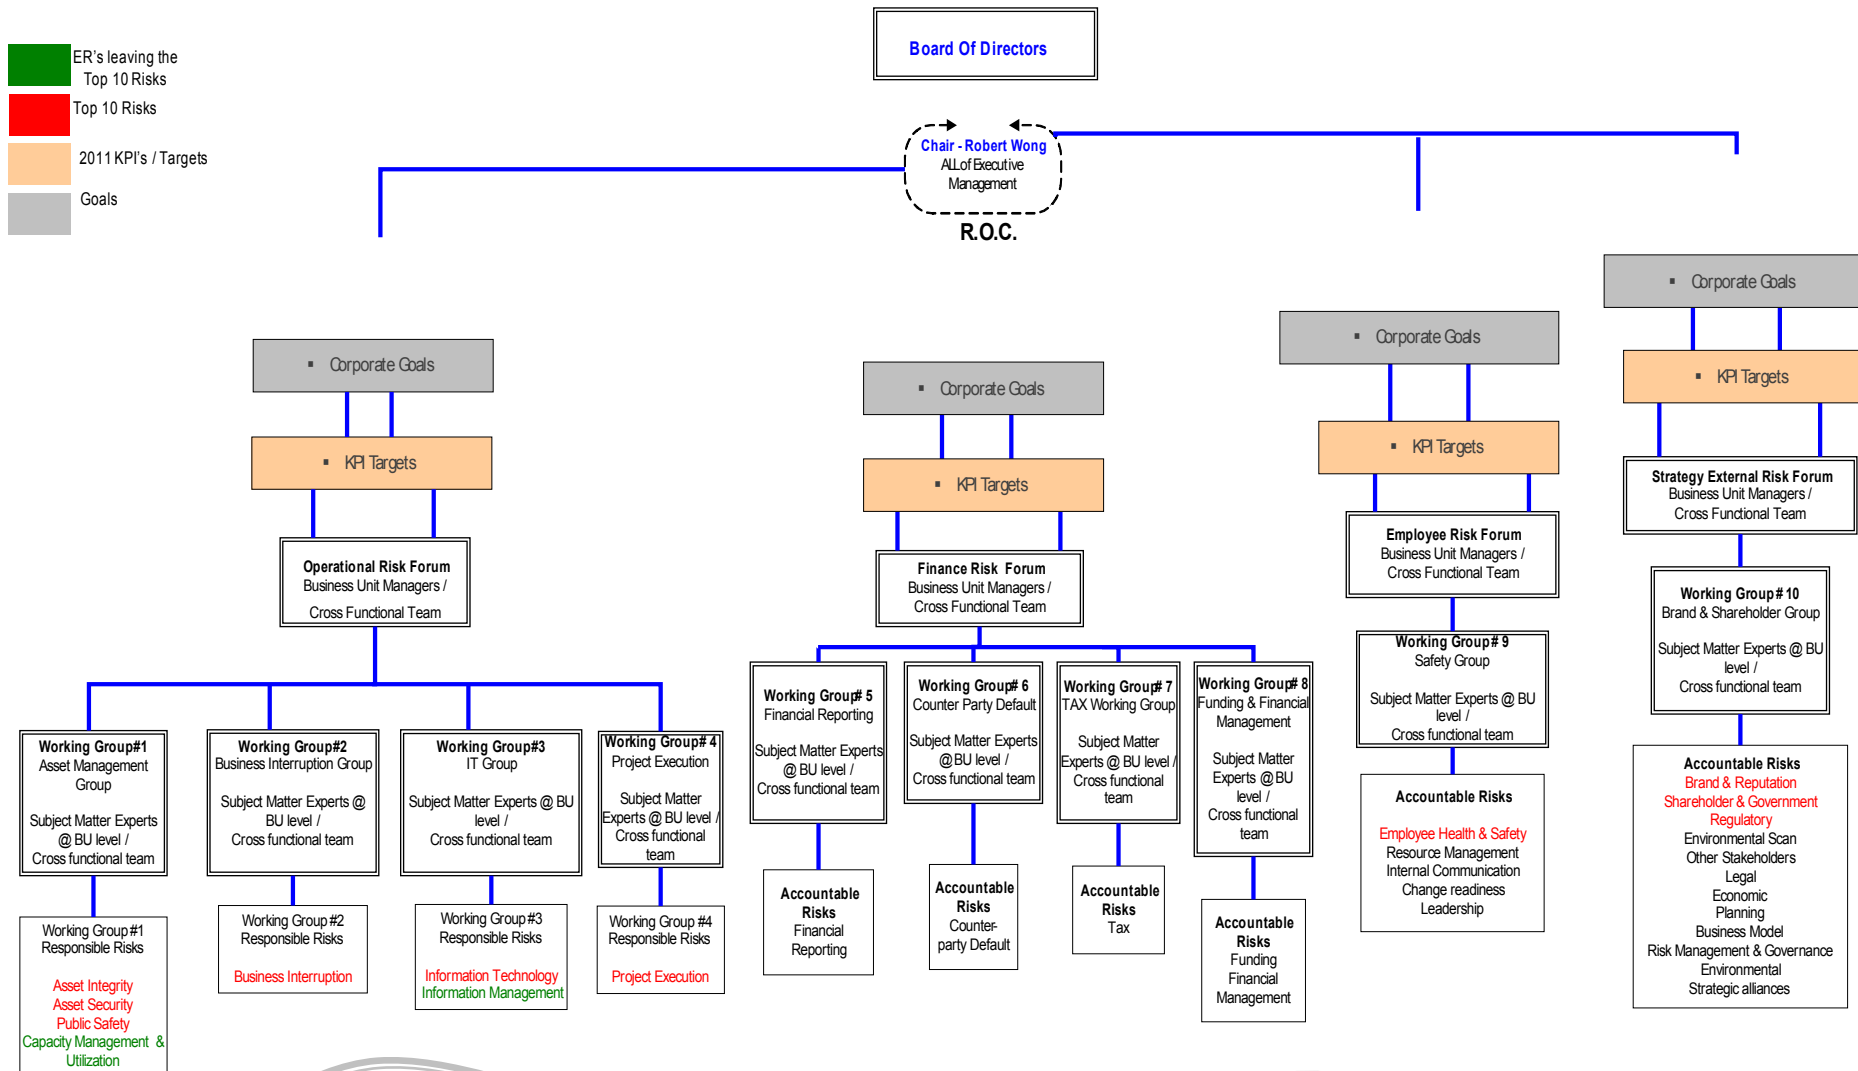 Board Of Directors
ER's leaving the
Top 10 Risks
Top 10 Risks
2011 KPI's / Targets
Goals
Chair - Robert Wong
ALL of Executive
Management
R.O.C.
▪ Corporate Goals
▪ KPI Targets
Operational Risk Forum
Business Unit Managers /
Cross Functional Team
Working Group#1
Asset Management
Group
Subject Matter Experts
@ BU level /
Cross functional team
Working Group #1
Responsible Risks
Asset Integrity
Asset Security
Public Safety
Capacity Management &
Utilization
Working Group#2
Business Interruption Group
Subject Matter Experts @
BU level /
Cross functional team
Working Group #2
Responsible Risks
Business Interruption
Working Group#3
IT Group
Subject Matter Experts @ BU
level /
Cross functional team
Working Group #3
Responsible Risks
Information Technology
Information Management
Working Group# 4
Project Execution
Subject Matter
Experts @ BU level /
Cross functional
team
Working Group #4
Responsible Risks
Project Execution
▪ Corporate Goals
▪ KPI Targets
Finance Risk Forum
Business Unit Managers /
Cross Functional Team
Working Group# 5
Financial Reporting
Subject Matter Experts
@ BU level /
Cross functional team
Accountable
Risks
Financial
Reporting
Working Group# 6
Counter Party Default
Subject Matter Experts
@ BU level /
Cross functional team
Accountable
Risks
Counter-
party Default
Working Group# 7
TAX Working Group
Subject Matter
Experts @ BU level /
Cross functional
team
Accountable
Risks
Tax
Working Group# 8
Funding & Financial
Management
Subject Matter
Experts @ BU
level /
Cross functional
team
Accountable
Risks
Funding
Financial
Management
▪ Corporate Goals
▪ KPI Targets
Employee Risk Forum
Business Unit Managers /
Cross Functional Team
Working Group# 9
Safety Group
Subject Matter Experts @ BU
level /
Cross functional team
Accountable Risks
Employee Health & Safety
Resource Management
Internal Communication
Change readiness
Leadership
▪ Corporate Goals
▪ KPI Targets
Strategy External Risk Forum
Business Unit Managers /
Cross Functional Team
Working Group# 10
Brand & Shareholder Group
Subject Matter Experts @ BU
level /
Cross functional team
Accountable Risks
Brand & Reputation
Shareholder & Government
Regulatory
Environmental Scan
Other Stakeholders
Legal
Economic
Planning
Business Model
Risk Management & Governance
Environmental
Strategic alliances